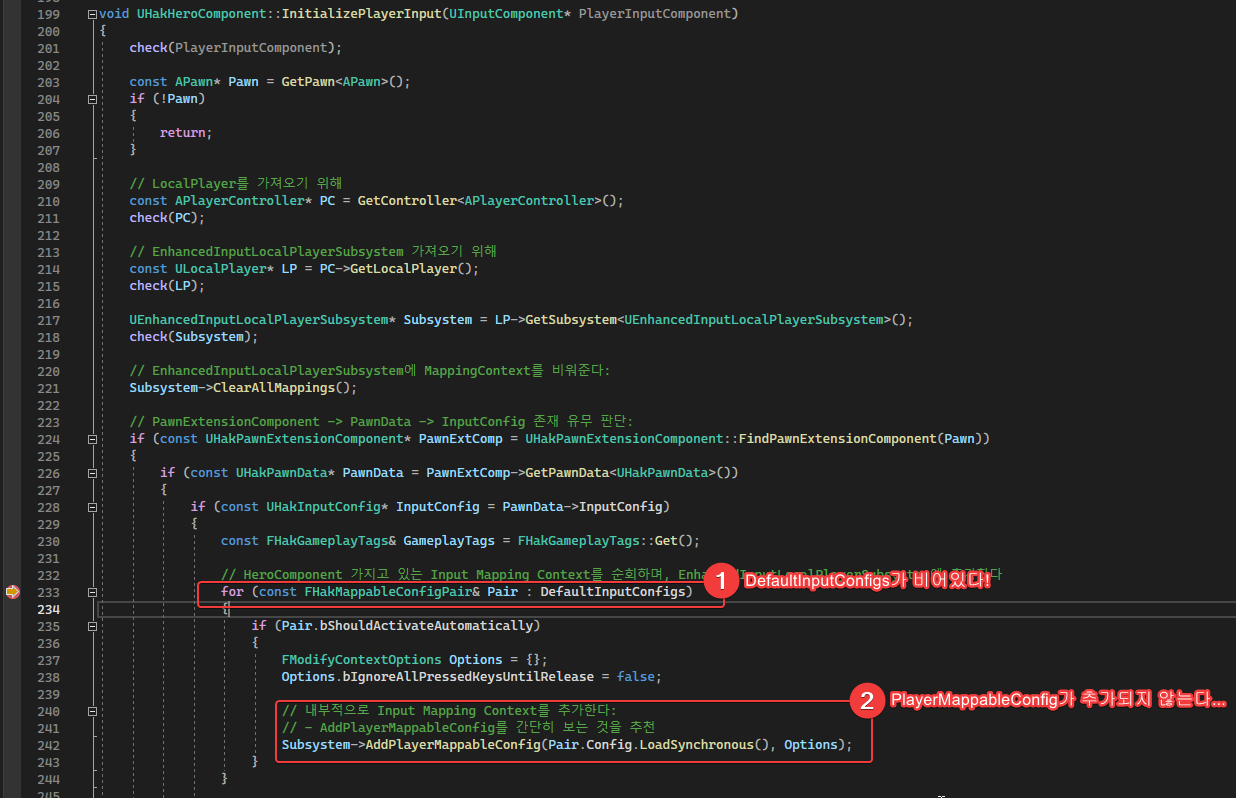 199 void UHakHeroComponent::InitializePlayerInput(UInputComponent* PlayerInputComponent)
200 {
201 check(PlayerInputComponent);
202
203 const APawn* Pawn = GetPawn<APawn>();
204 if (!Pawn)
205 {
206 return;
207 }
208
209 // LocalPlayer를 가져오기 위해
210 const APlayerController* PC = GetController<APlayerController>();
211 check(PC);
212
213 // EnhancedInputLocalPlayerSubsystem 가져오기 위해
214 const ULocalPlayer* LP = PC->GetLocalPlayer();
215 check(LP);
216
217 UEnhancedInputLocalPlayerSubsystem* Subsystem = LP->GetSubsystem<UEnhancedInputLocalPlayerSubsystem>();
218 check(Subsystem);
219
220 // EnhancedInputLocalPlayerSubsystem에 MappingContext를 비워준다:
221 Subsystem->ClearAllMappings();
222
223 // PawnExtensionComponent -> PawnData -> InputConfig 존재 유무 판단:
224 if (const UHakPawnExtensionComponent* PawnExtComp = UHakPawnExtensionComponent::FindPawnExtensionComponent(Pawn))
225 {
226 if (const UHakPawnData* PawnData = PawnExtComp->GetPawnData<UHakPawnData>())
227 {
228 if (const UHakInputConfig* InputConfig = PawnData->InputConfig)
229 {
230 const FHakGameplayTags& GameplayTags = FHakGameplayTags::Get();
231
232 // HeroComponent 가지고 있는 Input Mapping Context를 순회하며,
1 DefaultInputConfigs가 비어있다!
233 for (const FHakMappableConfigPair& Pair : DefaultInputConfigs)
234 {
235 if (Pair.bShouldActivateAutomatically)
236 {
237 FModifyContextOptions Options = {};
238 Options.bIgnoreAllPressedKeysUntilRelease = false;
239
2 PlayerMappableConfig가 추가되지 않는다...
240 // 내부적으로 Input Mapping Context를 추가한다:
241 // - AddPlayerMappableConfig를 간단히 보는 것을 추천
242 Subsystem->AddPlayerMappableConfig(Pair.Config.LoadSynchronous(), Options);
243 }
244 }
245